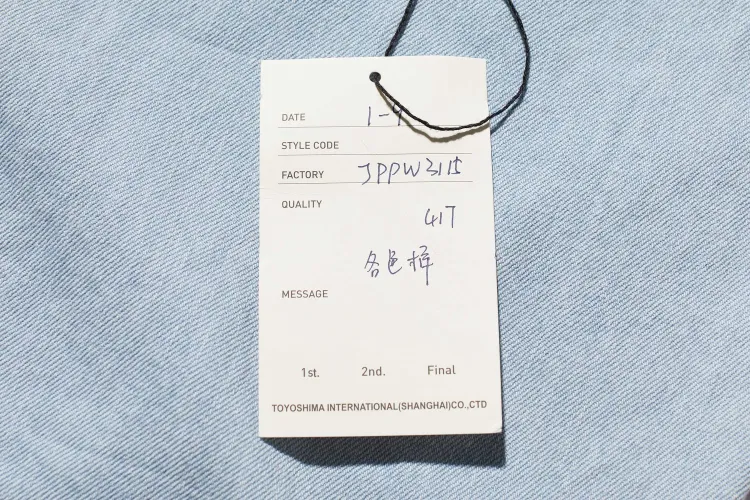 DATE 1-9
STYLE CODE
FACTORY JPPW3115
QUALITY
417
各色样
MESSAGE
1st. 2nd. Final
TOYOSHIMA INTERNATIONAL(SHANGHAI)CO.,CTD